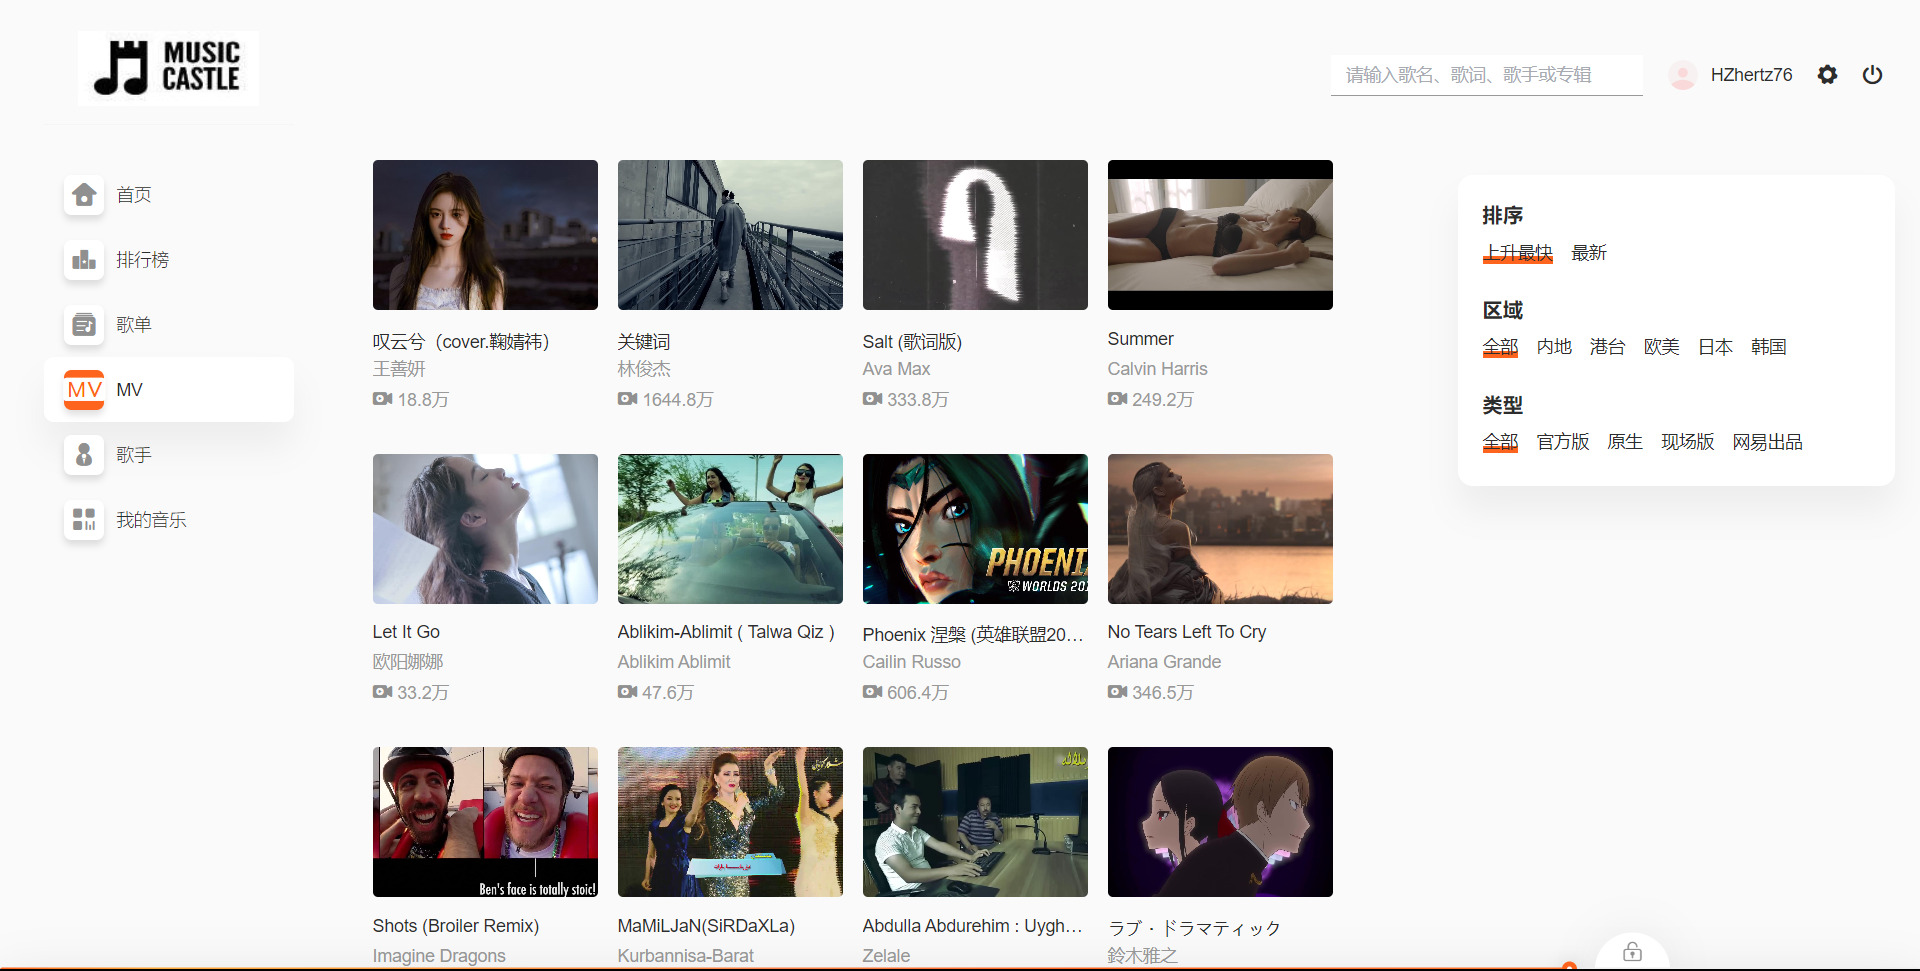 MUSIC
CASTLE
请输入歌名、歌词、歌手或专辑
HZhertz76
首页
排行榜
歌单
MV
MV
歌手
我的音乐
叹云兮（cover.鞠婧祎）
王善妍
18.8万
关键词
林俊杰
1644.8万
Salt (歌词版)
Ava Max
333.8万
Summer
Calvin Harris
249.2万
PHOENI
WORLDS 20
Let It Go
欧阳娜娜
33.2万
Ablikim-Ablimit ( Talwa Qiz )
Ablikim Ablimit
47.6万
Phoenix 涅槃 (英雄联盟20…
Cailin Russo
606.4万
No Tears Left To Cry
Ariana Grande
346.5万
Ben's face is totally stoic!
Shots (Broiler Remix)
Imagine Dragons
MaMiLJaN(SiRDaXLa)
Kurbannisa-Barat
Abdulla Abdurehim : Uygh…
Zelale
ラブ・ドラマティック
鈴木雅之
排序
上升最快 最新
区域
全部 内地 港台 欧美 日本 韩国
类型
全部 官方版 原生 现场版 网易出品